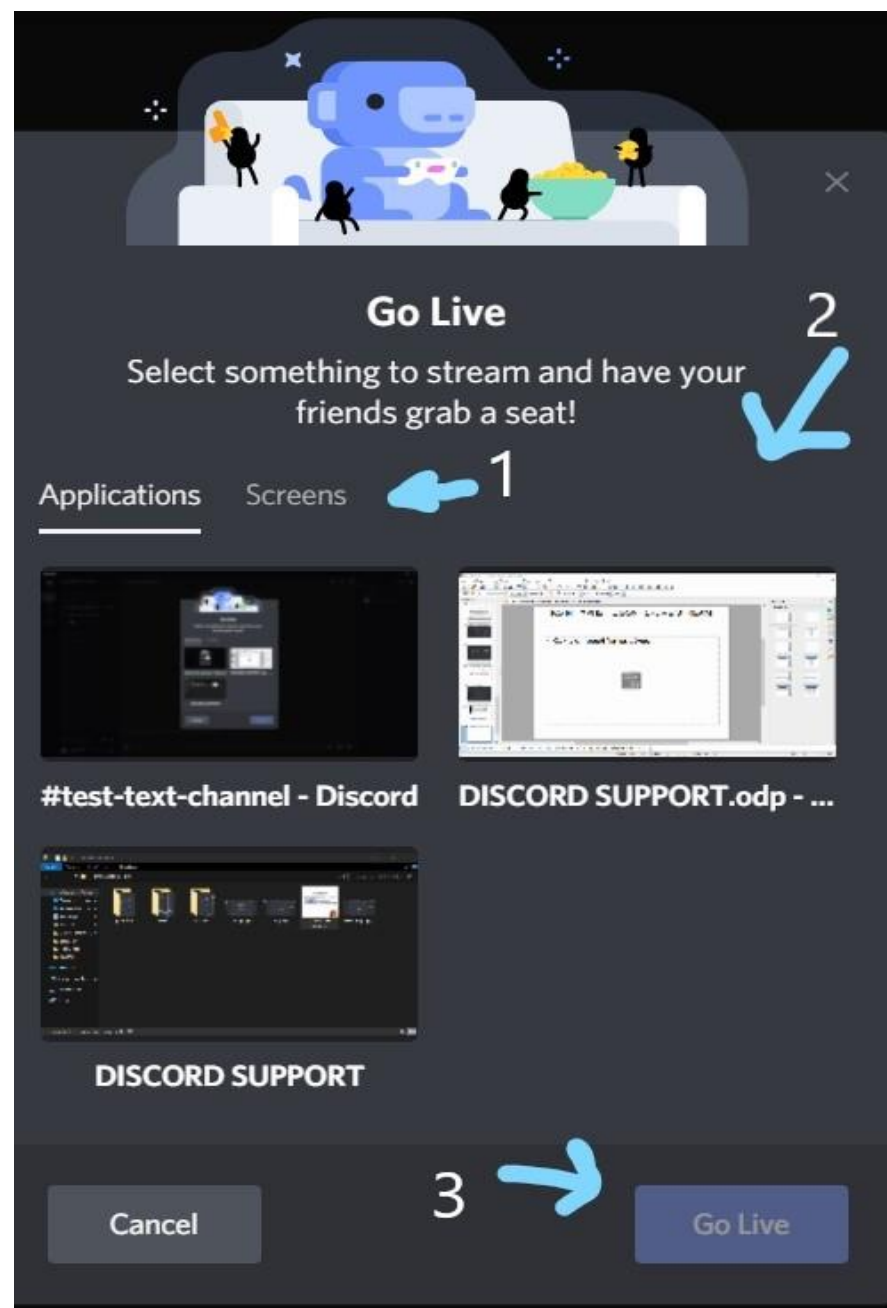 Go Live
2
Select something to stream and have your
friends grab a seat!
1
Applications Screens
#test-text-channel - Discord DISCORD SUPPORT.odp - ...
DISCORD SUPPORT
3
Cancel Go Live